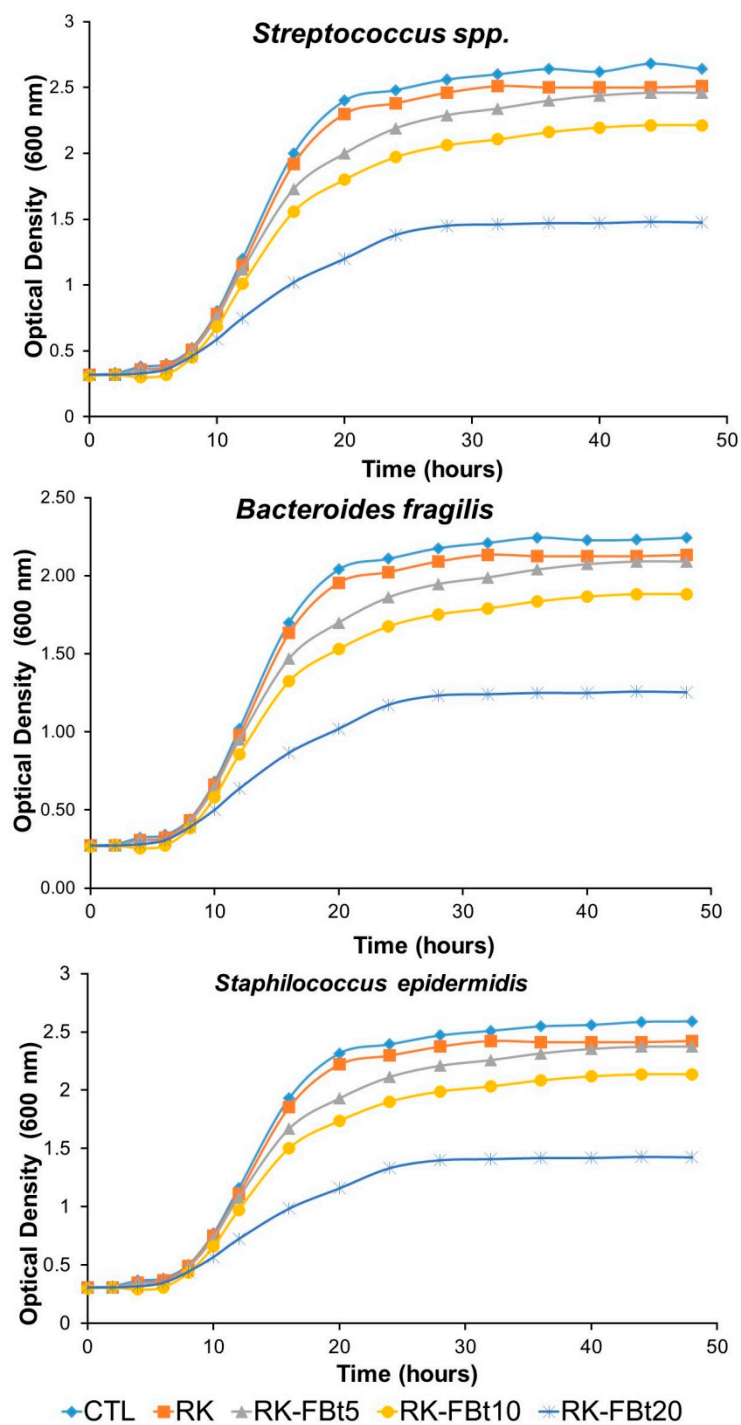 Streptococcus spp.
3
2.5
2
1.5
1
0.5
0
Optical Density (600 nm)
0 10 20 30 40 50
Time (hours)
Bacteroides fragilis
2.50
2.00
1.50
1.00
0.50
0.00
Optical Density (600 nm)
0 10 20 30 40 50
Time (hours)
Staphilococcus epidermidis
3
2.5
2
1.5
1
0.5
0
Optical Density (600 nm)
0 10 20 30 40 50
Time (hours)
CTL RK RK-FBt5 RK-FBt10 RK-FBt20